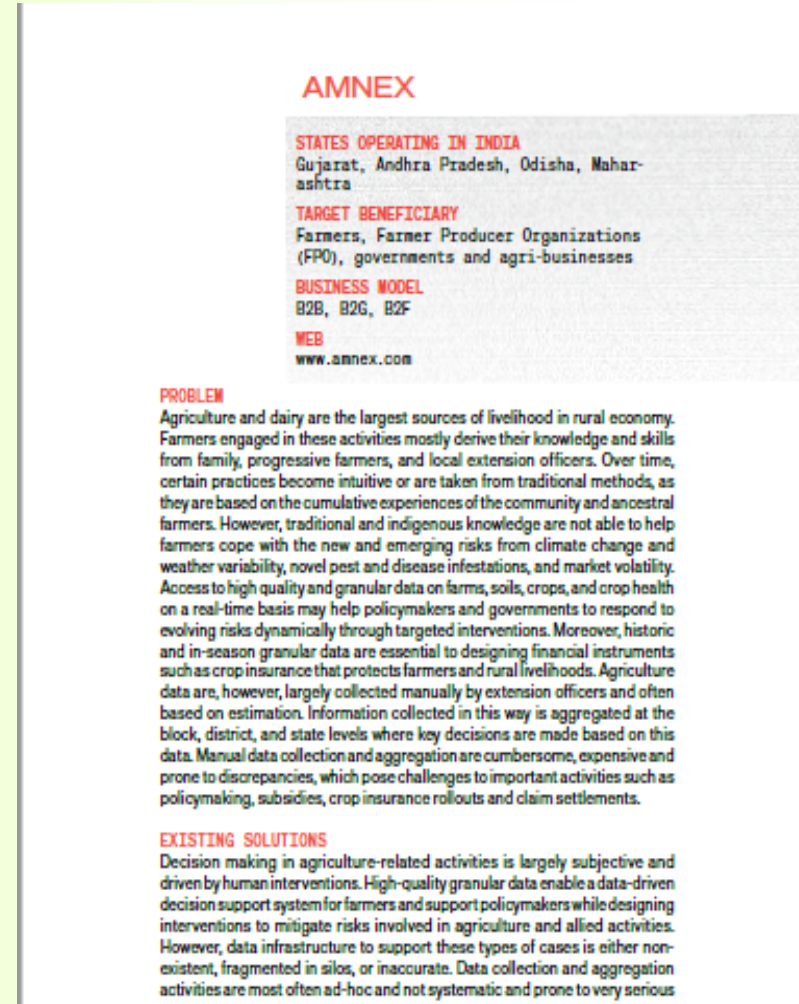 AMNEX
STATES OPERATING IN INDIA
Gujarat, Andhra Pradesh, Odisha, Mahar-
ashtra
TARGET BENEFICIARY
Farmers, Farmer Producer Organizations
(FPO), governments and agri-businesses
BUSINESS MODEL
B2B, B2G, B2F
WEB
www.amnex.com
PROBLEM
Agriculture and dairy are the largest sources of livelihood in rural economy.
Farmers engaged in these activities mostly derive their knowledge and skills
from family, progressive farmers, and local extension officers. Over time,
certain practices become intuitive or are taken from traditional methods, as
they are based on the cumulative experiences of the community and ancestral
farmers. However, traditional and indigenous knowledge are not able to help
farmers cope with the new and emerging risks from climate change and
weather variability, novel pest and disease infestations, and market volatility.
Access to high quality and granular data on farms, soils, crops, and crop health
on a real-time basis may help policymakers and governments to respond to
evolving risks dynamically through targeted interventions. Moreover, historic
and in-season granular data are essential to designing financial instruments
such as crop insurance that protects farmers and rural livelihoods. Agriculture
data are, however, largely collected manually by extension officers and often
based on estimation. Information collected in this way is aggregated at the
block, district, and state levels where key decisions are made based on this
data. Manual data collection and aggregation are cumbersome, expensive and
prone to discrepancies, which pose challenges to important activities such as
policymaking, subsidies, crop insurance rollouts and claim settlements.
EXISTING SOLUTIONS
Decision making in agriculture-related activities is largely subjective and
driven by human interventions. High-quality granular data enable a data-driven
decision support system for farmers and support policymakers while designing
interventions to mitigate risks involved in agriculture and allied activities.
However, data infrastructure to support these types of cases is either non-
existent, fragmented in silos, or inaccurate. Data collection and aggregation
activities are most often ad-hoc and not systematic and prone to very serious